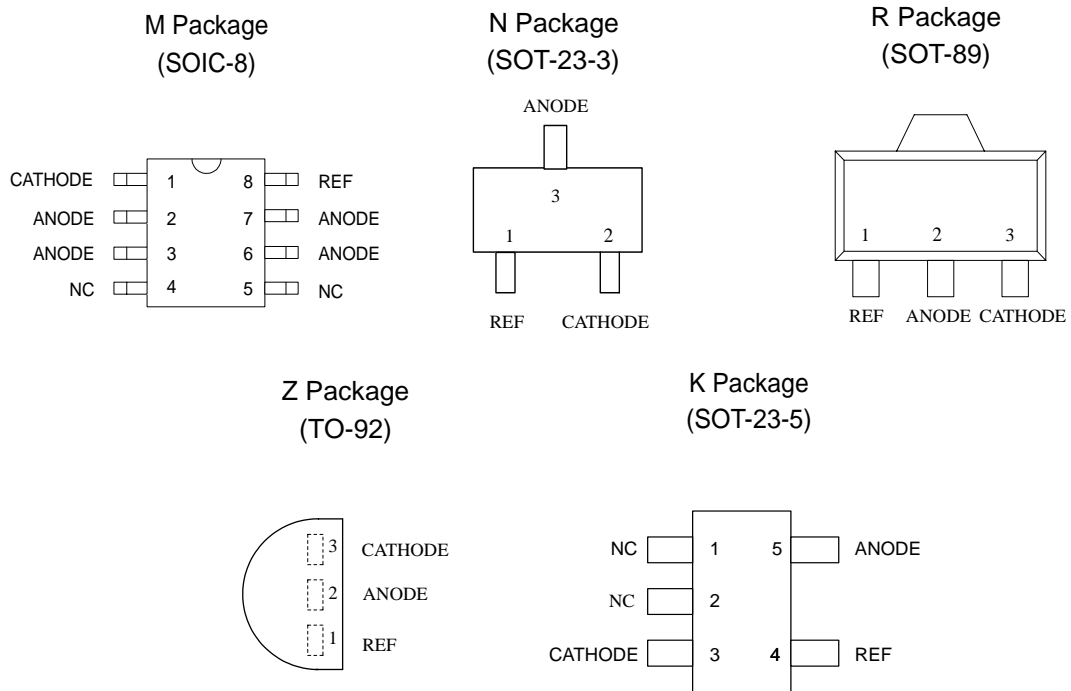 M Package
(SOIC-8)
CATHODE 1 8 REF
ANODE 2 7 ANODE
ANODE 3 6 ANODE
NC 4 5 NC
N Package
(SOT-23-3)
ANODE
3
1 2
REF CATHODE
R Package
(SOT-89)
1 2 3
REF ANODE CATHODE
Z Package
(TO-92)
3 CATHODE
2 ANODE
1 REF
K Package
(SOT-23-5)
NC 1 5 ANODE
NC 2
CATHODE 3 4 REF